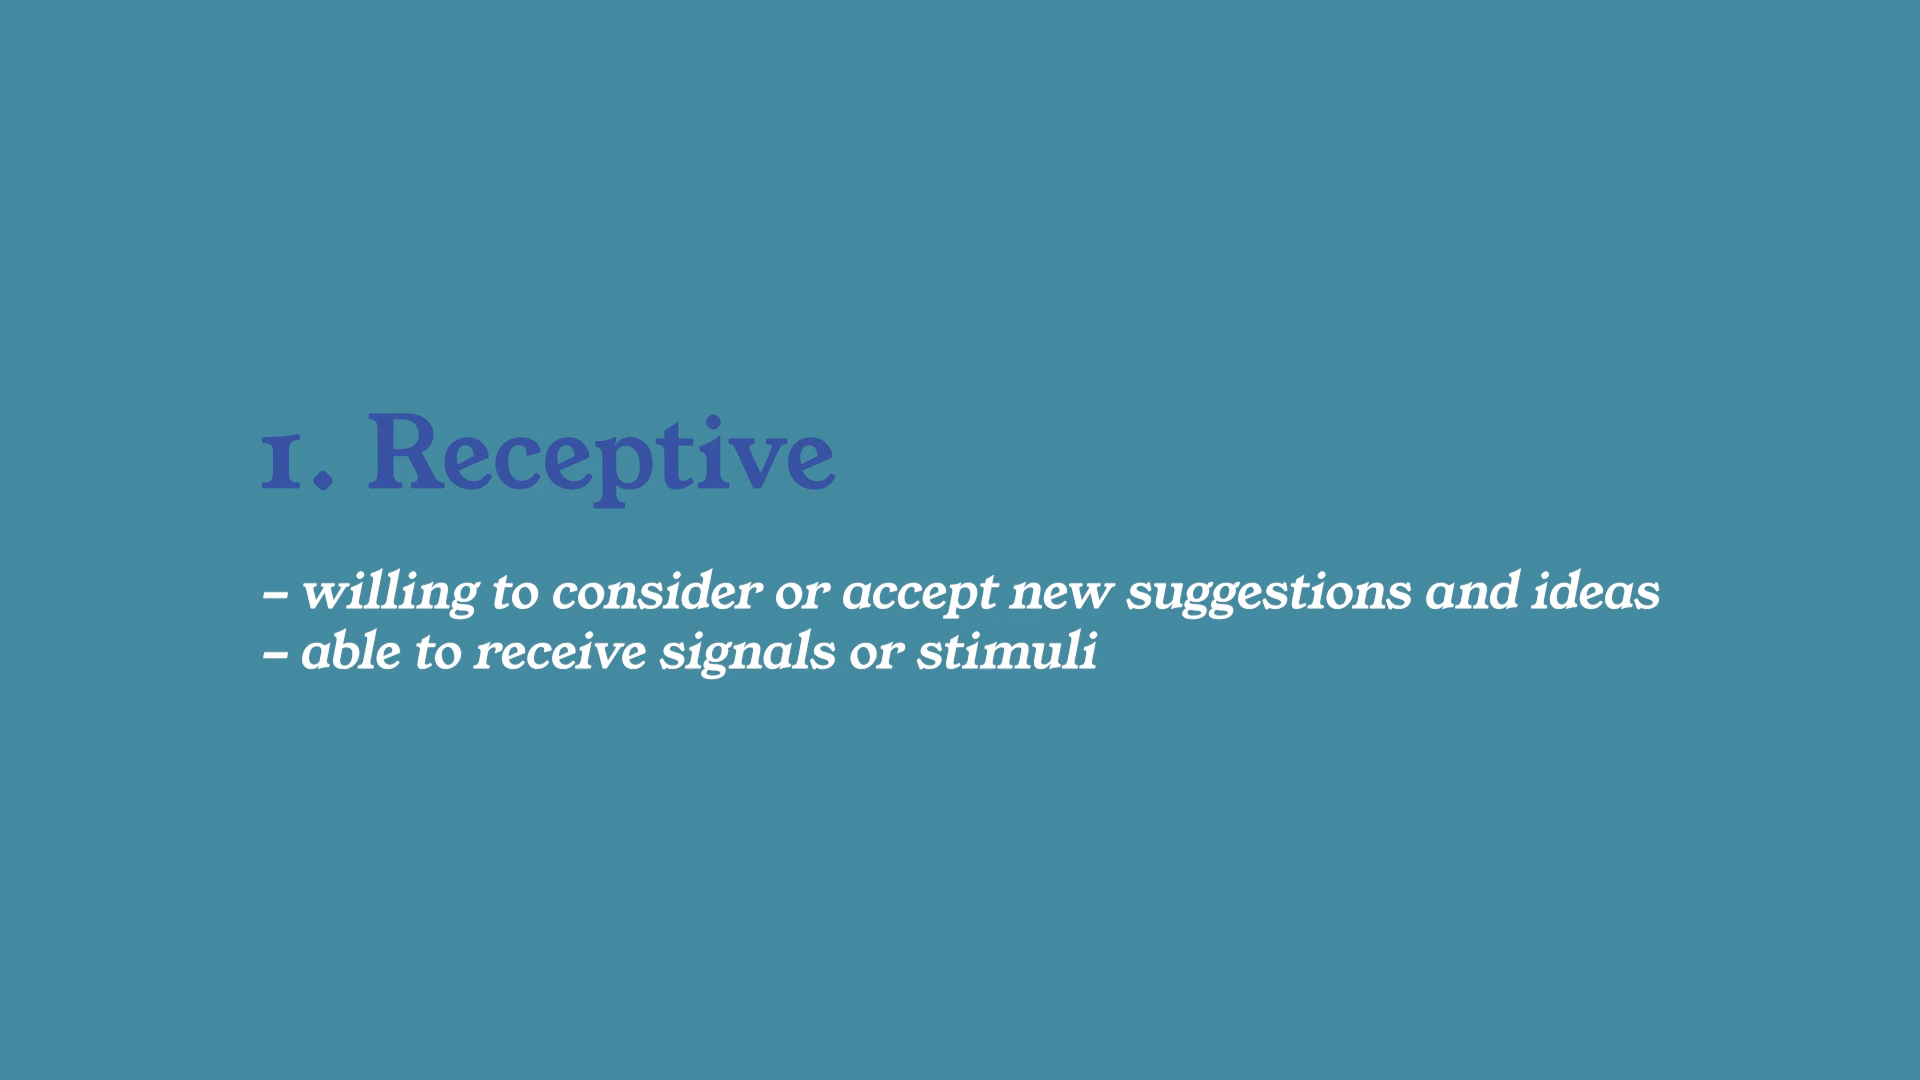 1. Receptive
– willing to consider or accept new suggestions and ideas
– able to receive signals or stimuli